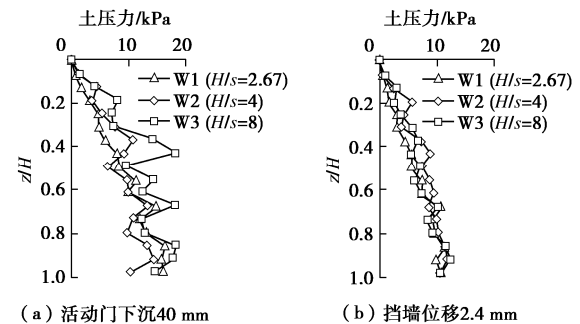 土压力/kPa
0 10 20
0.2
0.4
0.6
0.8
1.0
z/H
W1 (H/s=2.67)
W2 (H/s=4)
W3 (H/s=8)
(a) 活动门下沉40 mm
土压力/kPa
0 10 20
0.2
0.4
0.6
0.8
1.0
z/H
W1 (H/s=2.67)
W2 (H/s=4)
W3 (H/s=8)
(b) 挡墙位移2.4 mm